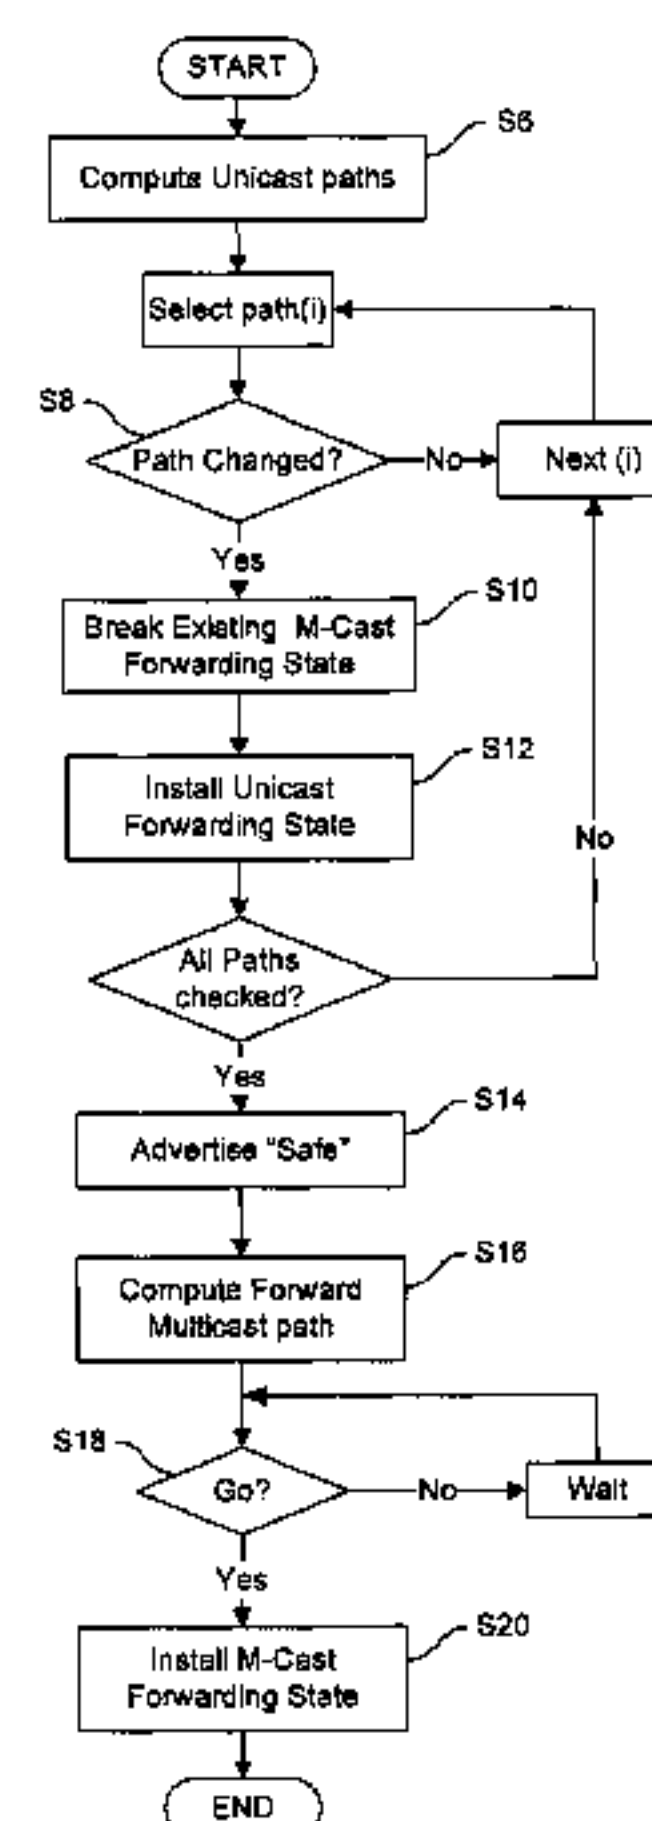 START
S6
Compute Unicast paths
Select path(i)
S8
Path Changed?
No
Next (i)
Yes
S10
Break Existing M-Cast
Forwarding State
S12
Install Unicast
Forwarding State
No
All Paths
checked?
Yes
S14
Advertise "Safe"
S16
Compute Forward
Multicast path
S18
Go?
No
Wait
Yes
S20
Install M-Cast
Forwarding State
END